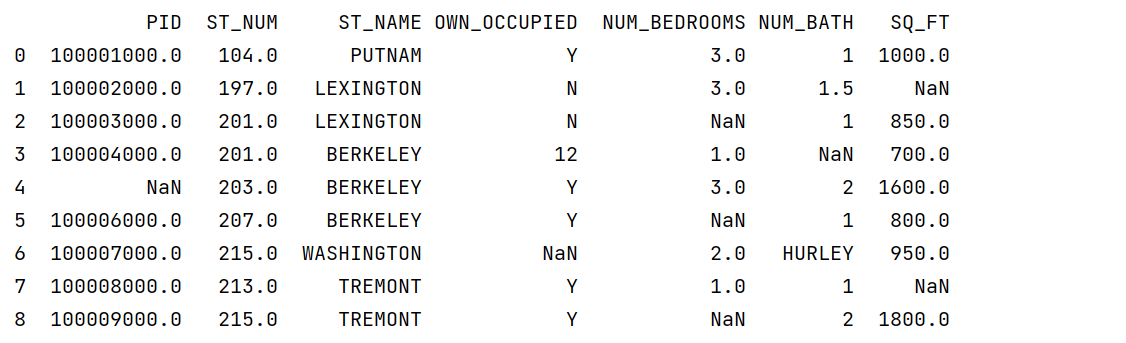 PID ST_NUM ST_NAME OWN_OCCUPIED NUM_BEDROOMS NUM_BATH SQ_FT
0 100001000.0 104.0 PUTNAM Y 3.0 1 1000.0
1 100002000.0 197.0 LEXINGTON N 3.0 1.5 NaN
2 100003000.0 201.0 LEXINGTON N NaN 1 850.0
3 100004000.0 201.0 BERKELEY 12 1.0 NaN 700.0
4 NaN 203.0 BERKELEY Y 3.0 2 1600.0
5 100006000.0 207.0 BERKELEY Y NaN 1 800.0
6 100007000.0 215.0 WASHINGTON NaN 2.0 HURLEY 950.0
7 100008000.0 213.0 TREMONT Y 1.0 1 NaN
8 100009000.0 215.0 TREMONT Y NaN 2 1800.0